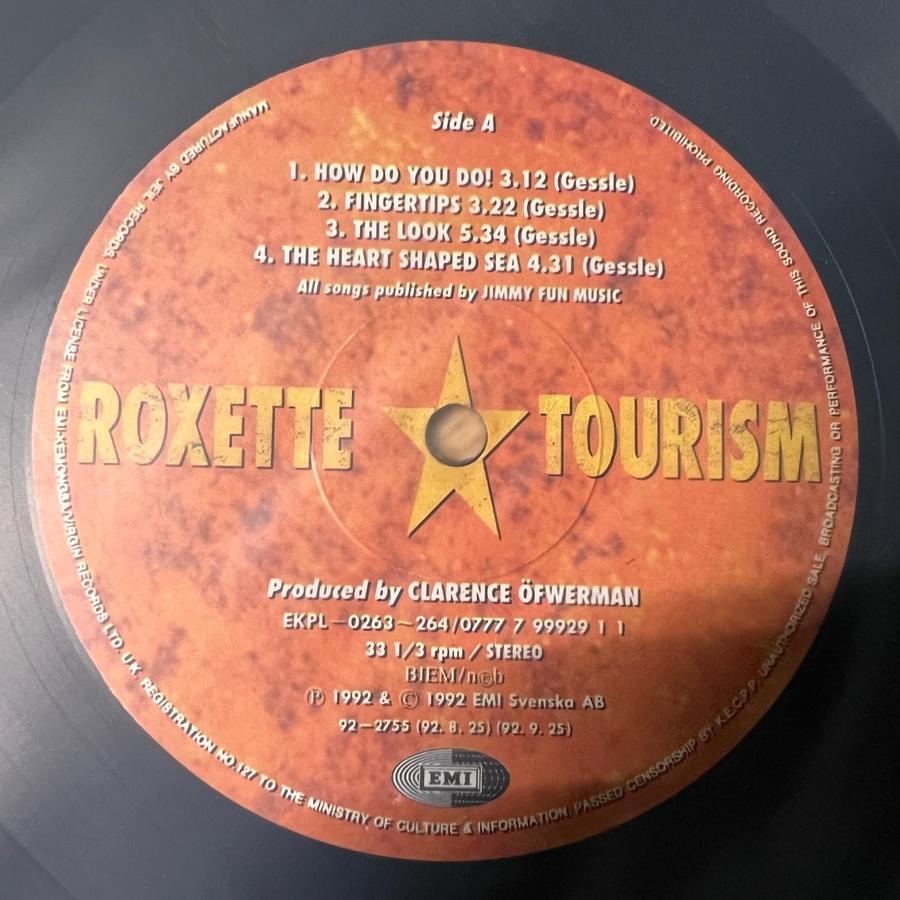 Side A
1. HOW DO YOU DO! 3.12 (Gessle)
2. FINGERTIPS 3.22 (Gessle)
3. THE LOOK 5.34 (Gessle)
4. THE HEART SHAPED SEA 4.31 (Gessle)
All songs published by JIMMY FUN MUSIC
ROXETTE TOURISM
Produced by CLARENCE ÖFWERMAN
EKPL-0263-264/0777 7 99929 1 1
33 1/3 rpm / STEREO
BIEM/n©b
℗ 1992 & © 1992 EMI Svenska AB
92-2755 (92. 8. 25) (92. 9. 25)
EMI
MANUFACTURED BY JEIL RECORDS UNDER LICENSE FROM EMI/KEMONGSA/VIRGIN RECORDS LTD. U.K. REGISTRATION NO.127 TO THE MINISTRY OF CULTURE & INFORMATION, PASSED CENSORSHIP BY K.E.C.P.P. UNAUTHORIZED SALE, BROADCASTING OR PERFORMANCE OF THIS SOUND RECORDING PROHIBITED